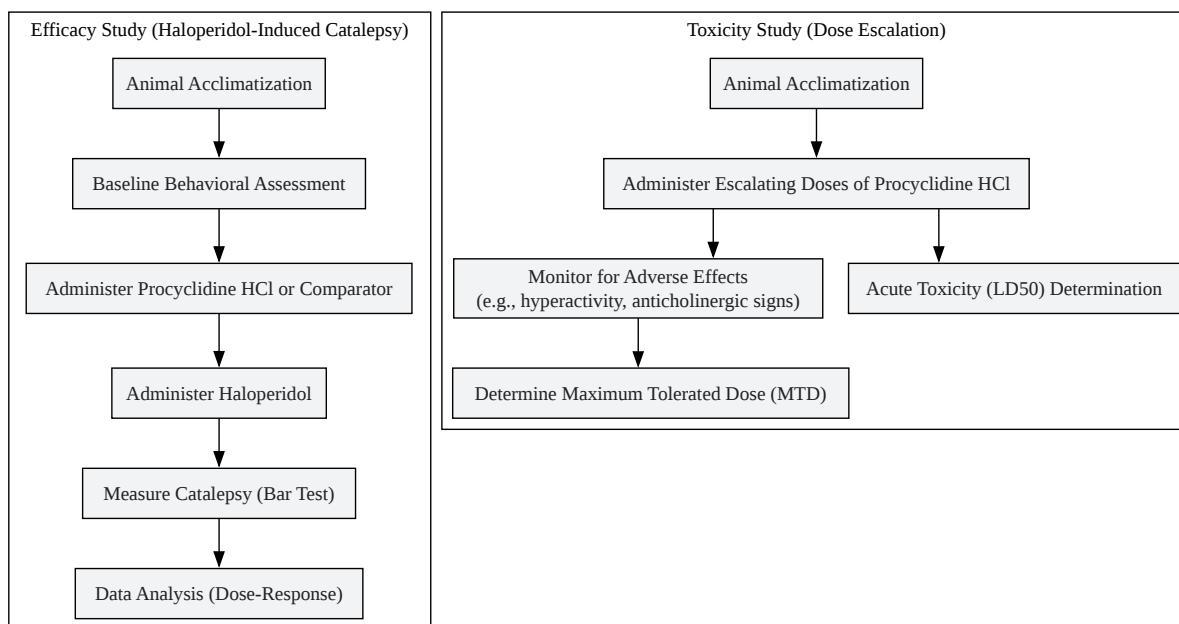 Efficacy Study (Haloperidol-Induced Catalepsy)
Animal Acclimatization
Baseline Behavioral Assessment
Administer Procyclidine HCl or Comparator
Administer Haloperidol
Measure Catalepsy (Bar Test)
Data Analysis (Dose-Response)
Toxicity Study (Dose Escalation)
Animal Acclimatization
Administer Escalating Doses of Procyclidine HCl
Monitor for Adverse Effects
(e.g., hyperactivity, anticholinergic signs)
Acute Toxicity (LD50) Determination
Determine Maximum Tolerated Dose (MTD)